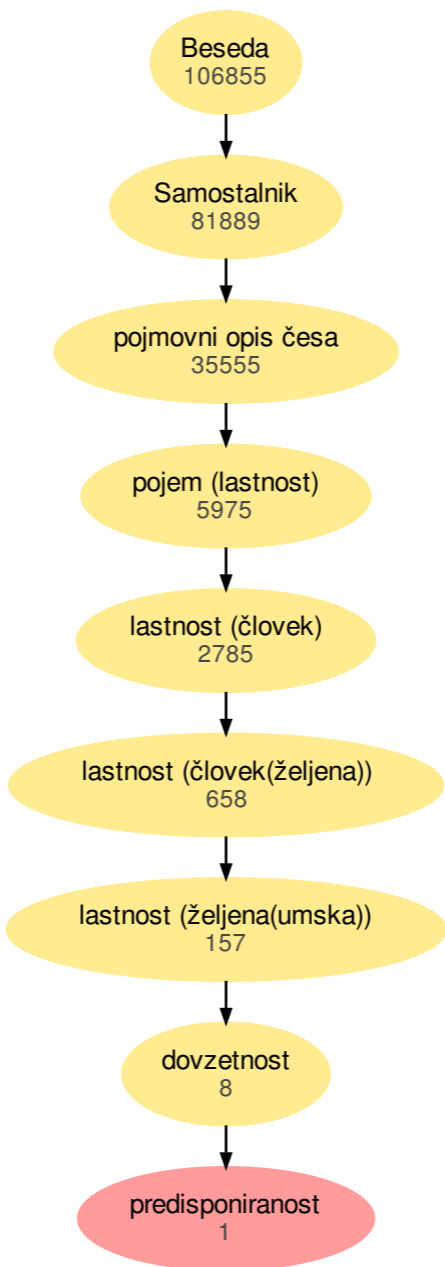 Beseda
106855
Samostalnik
81889
pojmovni opis česa
35555
pojem (lastnost)
5975
lastnost (človek)
2785
lastnost (človek(željena))
658
lastnost (željena(umska))
157
dovzetnost
8
predisponiranost
1